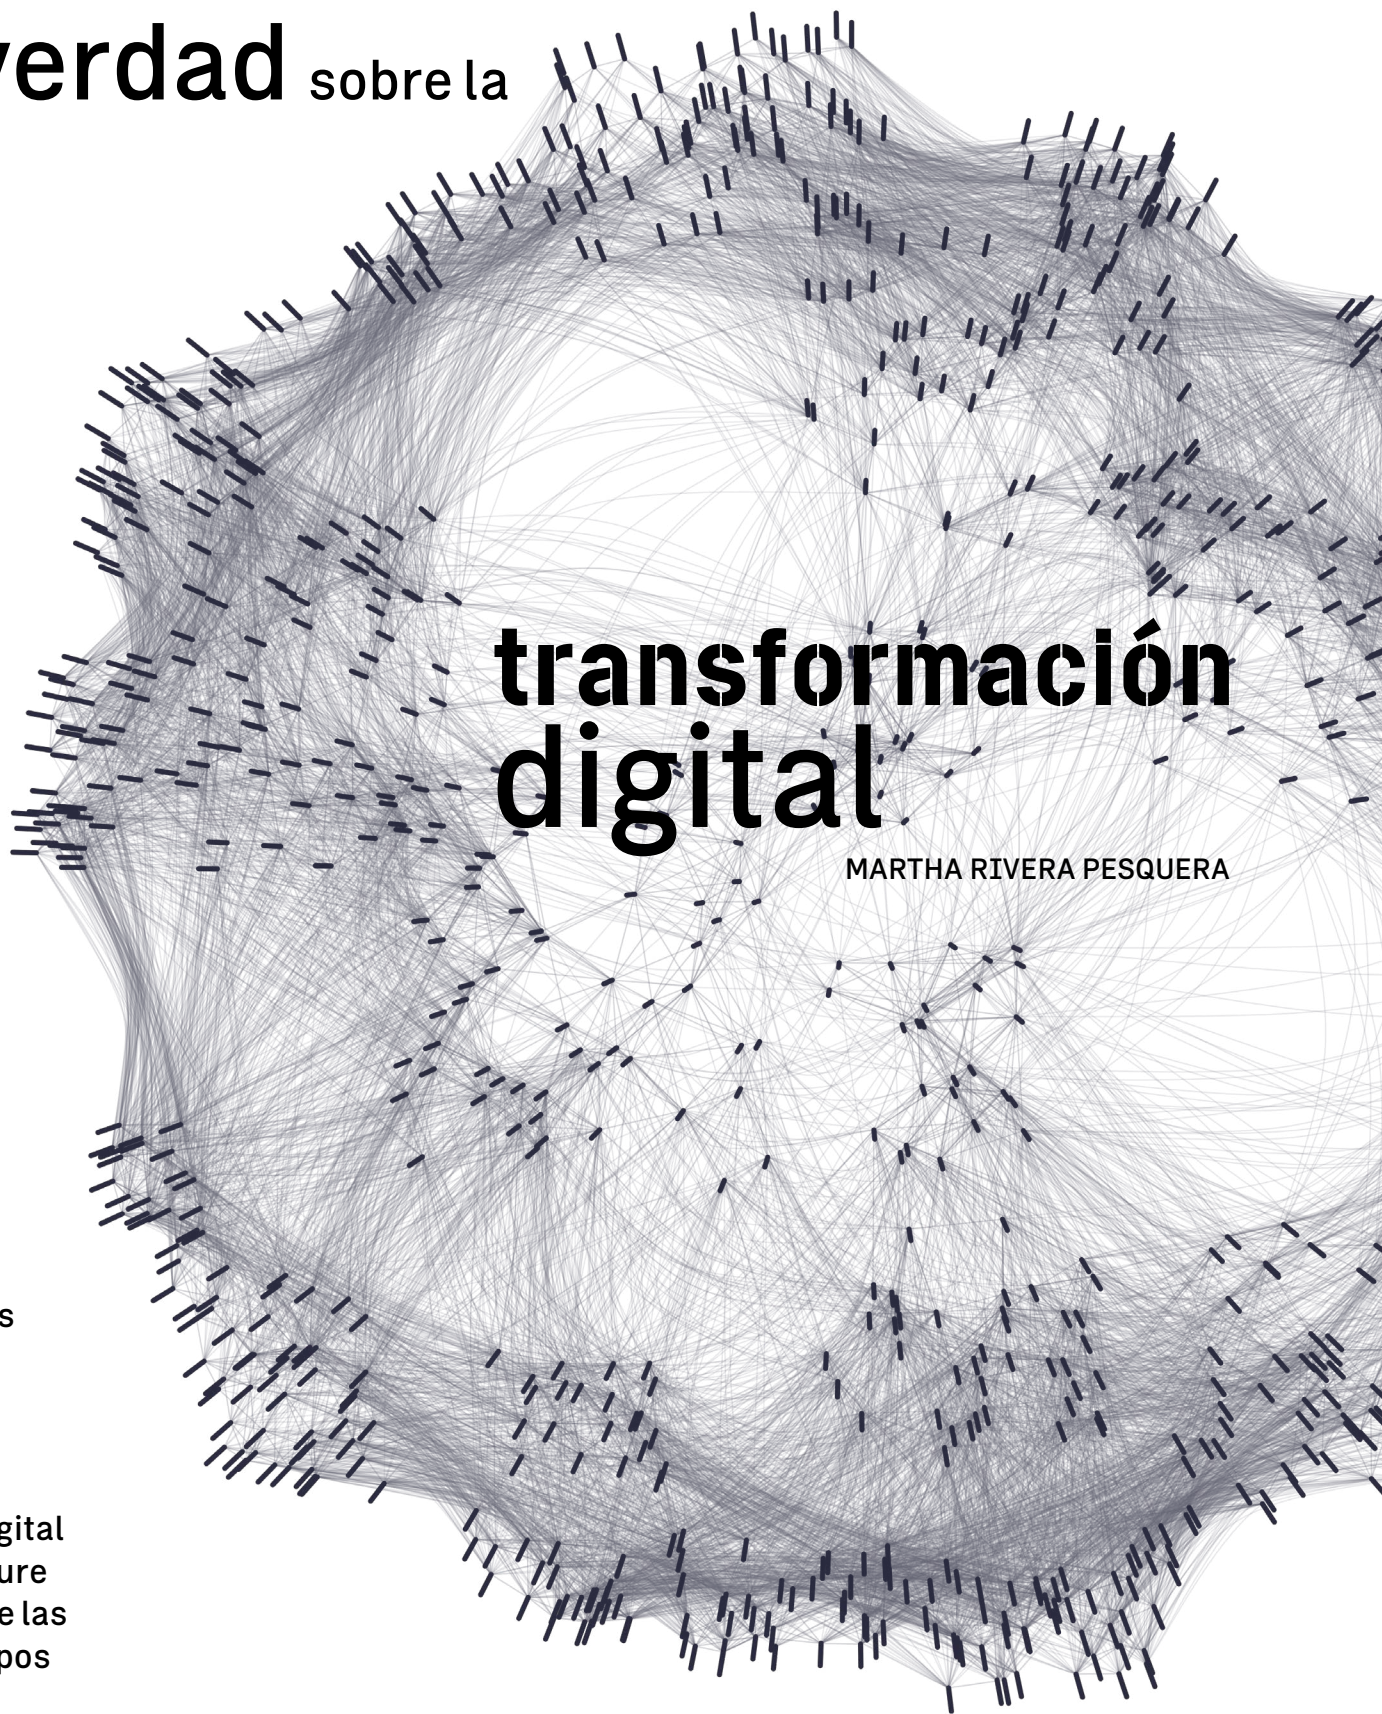 verdad sobre la
transformación
digital
MARTHA RIVERA PESQUERA
s
gital
ure
e las
pos